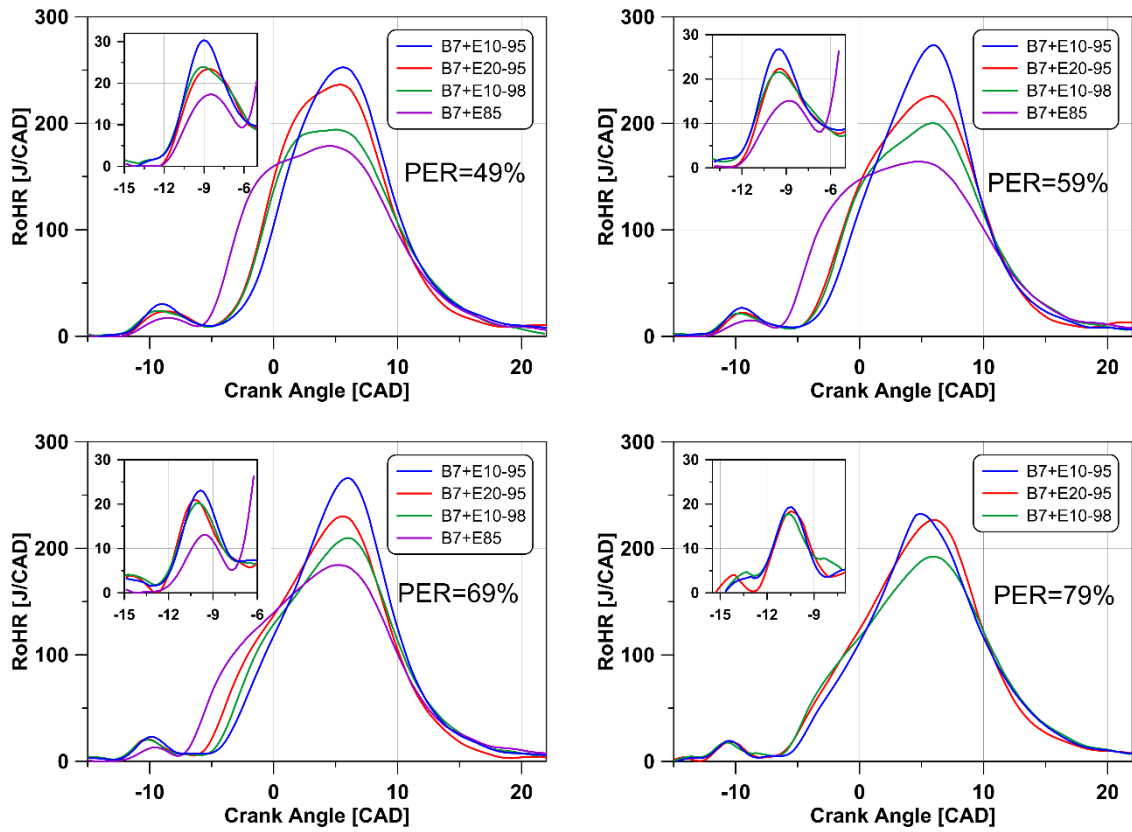 300
200
100
0
RoHR [J/CAD]
-10
0
10
20
Crank Angle [CAD]
30
20
10
0
-15
-12
-9
-6
B7+E10-95
B7+E20-95
B7+E10-98
B7+E85
PER=49%
300
200
100
0
RoHR [J/CAD]
-10
0
10
20
Crank Angle [CAD]
30
20
10
0
-12
-9
-6
B7+E10-95
B7+E20-95
B7+E10-98
B7+E85
PER=59%
300
200
100
0
RoHR [J/CAD]
-10
0
10
20
Crank Angle [CAD]
30
20
10
0
-15
-12
-9
-6
B7+E10-95
B7+E20-95
B7+E10-98
B7+E85
PER=69%
300
200
100
0
RoHR [J/CAD]
-10
0
10
20
Crank Angle [CAD]
30
20
10
0
-15
-12
-9
B7+E10-95
B7+E20-95
B7+E10-98
PER=79%